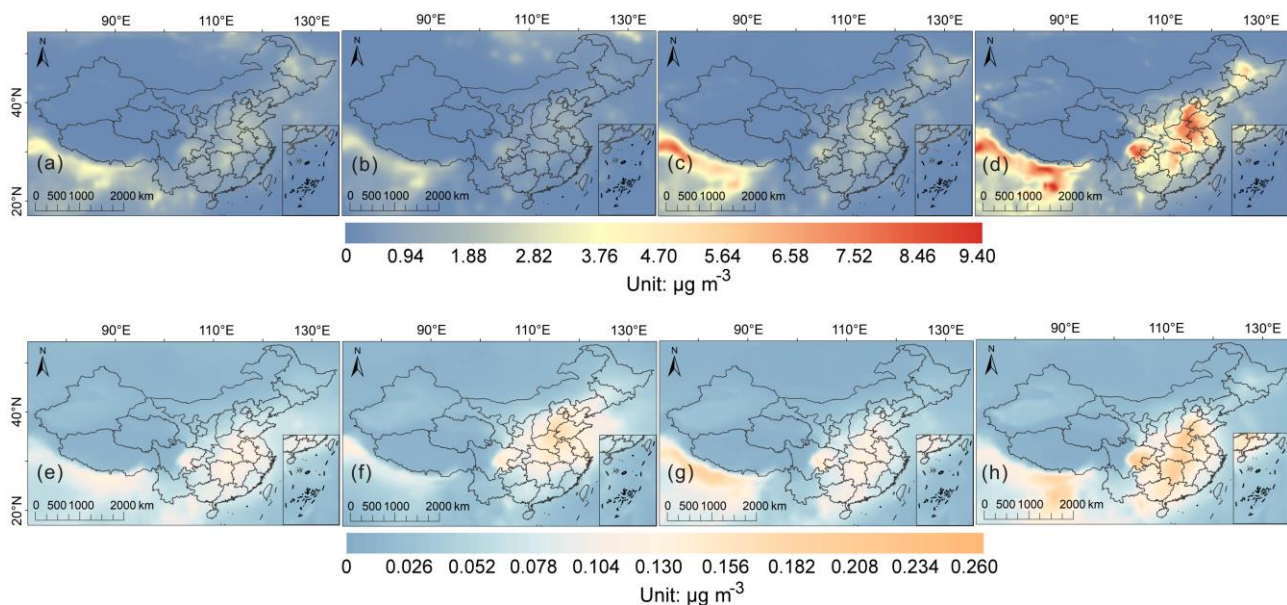 90°E 110°E 130°E 90°E 110°E 130°E 90°E 110°E 130°E 90°E 110°E 130°E
N N N N
40°N
(a) (b) (c) (d)
0 500 1000 2000 km 0 500 1000 2000 km 0 500 1000 2000 km 0 500 1000 2000 km
20°N
0 0.94 1.88 2.82 3.76 4.70 5.64 6.58 7.52 8.46 9.40
Unit: µg m⁻³
90°E 110°E 130°E 90°E 110°E 130°E 90°E 110°E 130°E 90°E 110°E 130°E
N N N N
40°N
(e) (f) (g) (h)
0 500 1000 2000 km 0 500 1000 2000 km 0 500 1000 2000 km 0 500 1000 2000 km
20°N
0 0.026 0.052 0.078 0.104 0.130 0.156 0.182 0.208 0.234 0.260
Unit: µg m⁻³